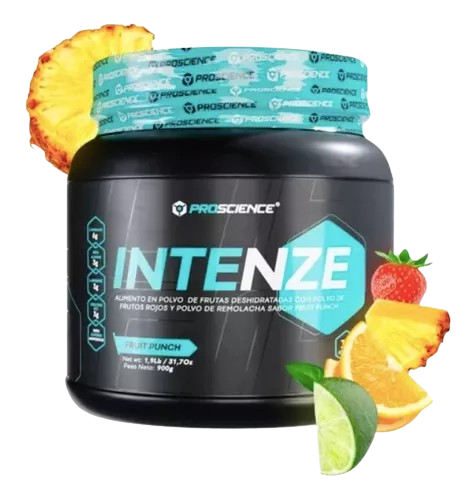 PROSCIENCE
PROSCIENCE®
INTENZE
ALIMENTO EN POLVO DE FRUTAS DESHIDRATADAS CON POLVO DE
FRUTOS ROJOS Y POLVO DE REMOLACHA SABOR FRUIT PUNCH
FRUIT PUNCH
Net wt: 1,9Lb / 31,7Oz
Peso Neto: 900g